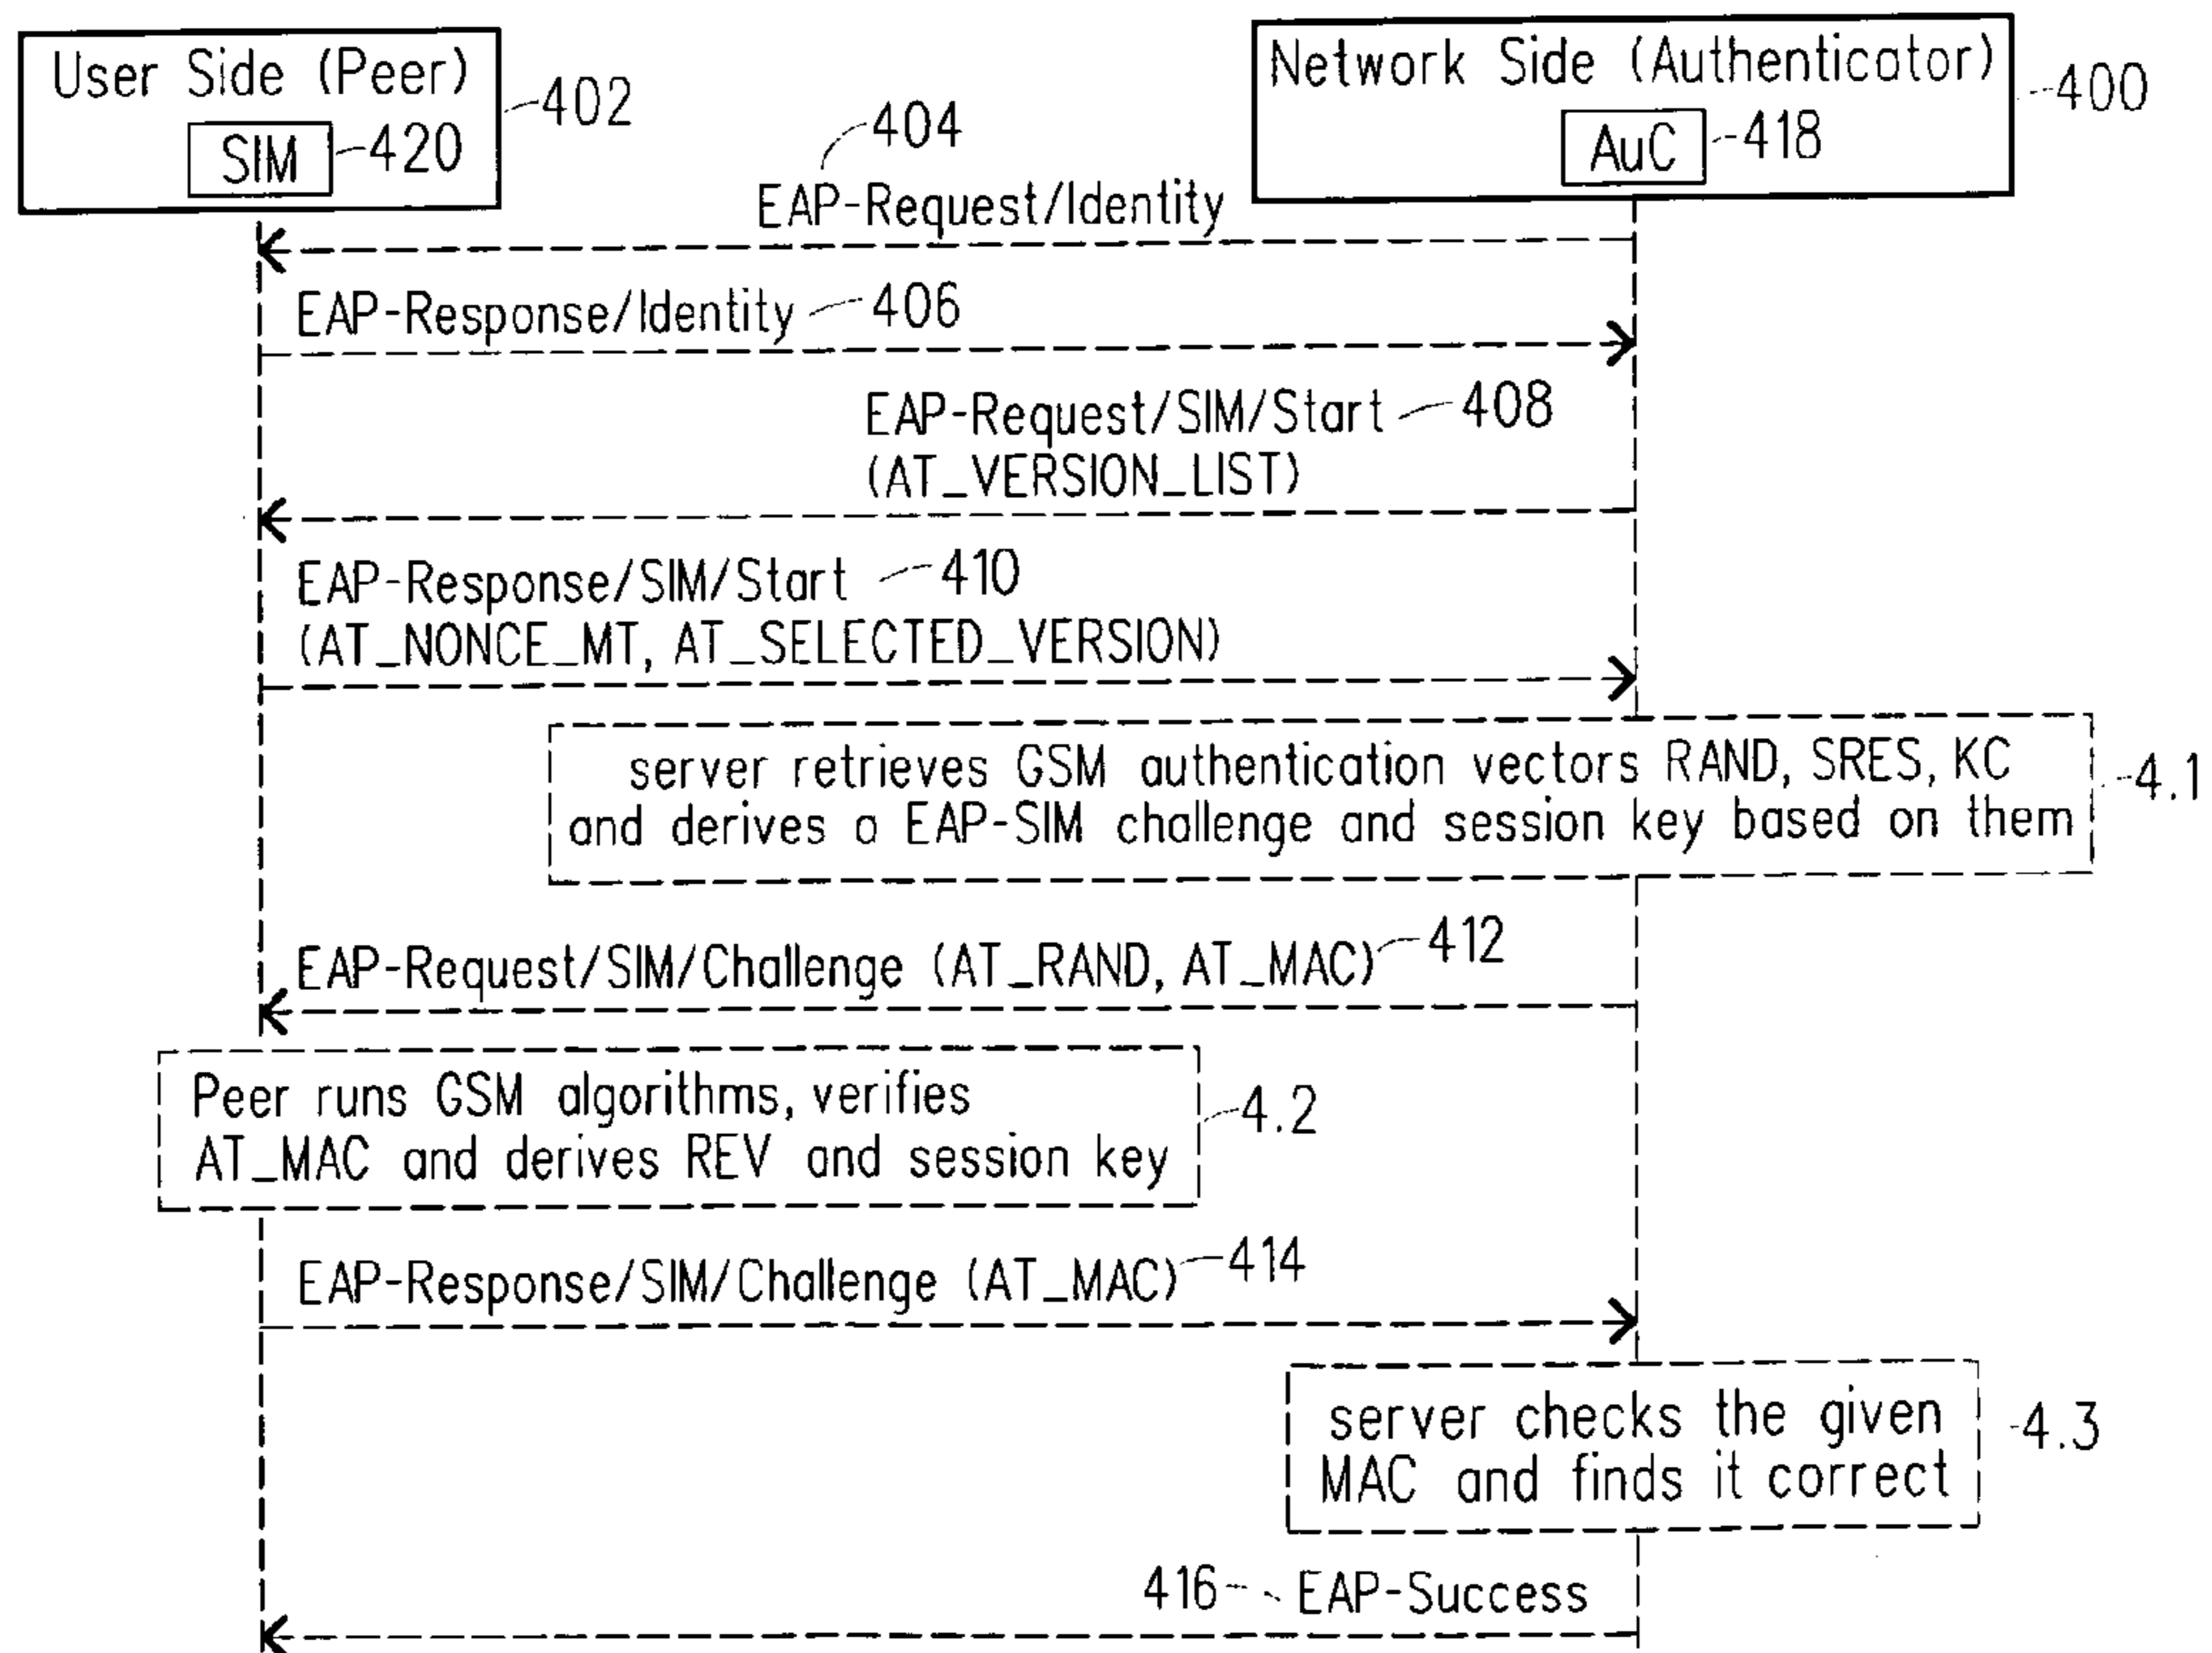 User Side (Peer)
402
SIM
420
Network Side (Authenticator)
400
AuC
418
404
EAP-Request/Identity
EAP-Response/Identity
406
EAP-Request/SIM/Start
408
(AT_VERSION_LIST)
EAP-Response/SIM/Start
410
(AT_NONCE_MT, AT_SELECTED_VERSION)
server retrieves GSM authentication vectors RAND, SRES, KC
and derives a EAP-SIM challenge and session key based on them
4.1
EAP-Request/SIM/Challenge (AT_RAND, AT_MAC)
412
Peer runs GSM algorithms, verifies
AT_MAC and derives REV and session key
4.2
EAP-Response/SIM/Challenge (AT_MAC)
414
server checks the given
MAC and finds it correct
4.3
416
EAP-Success